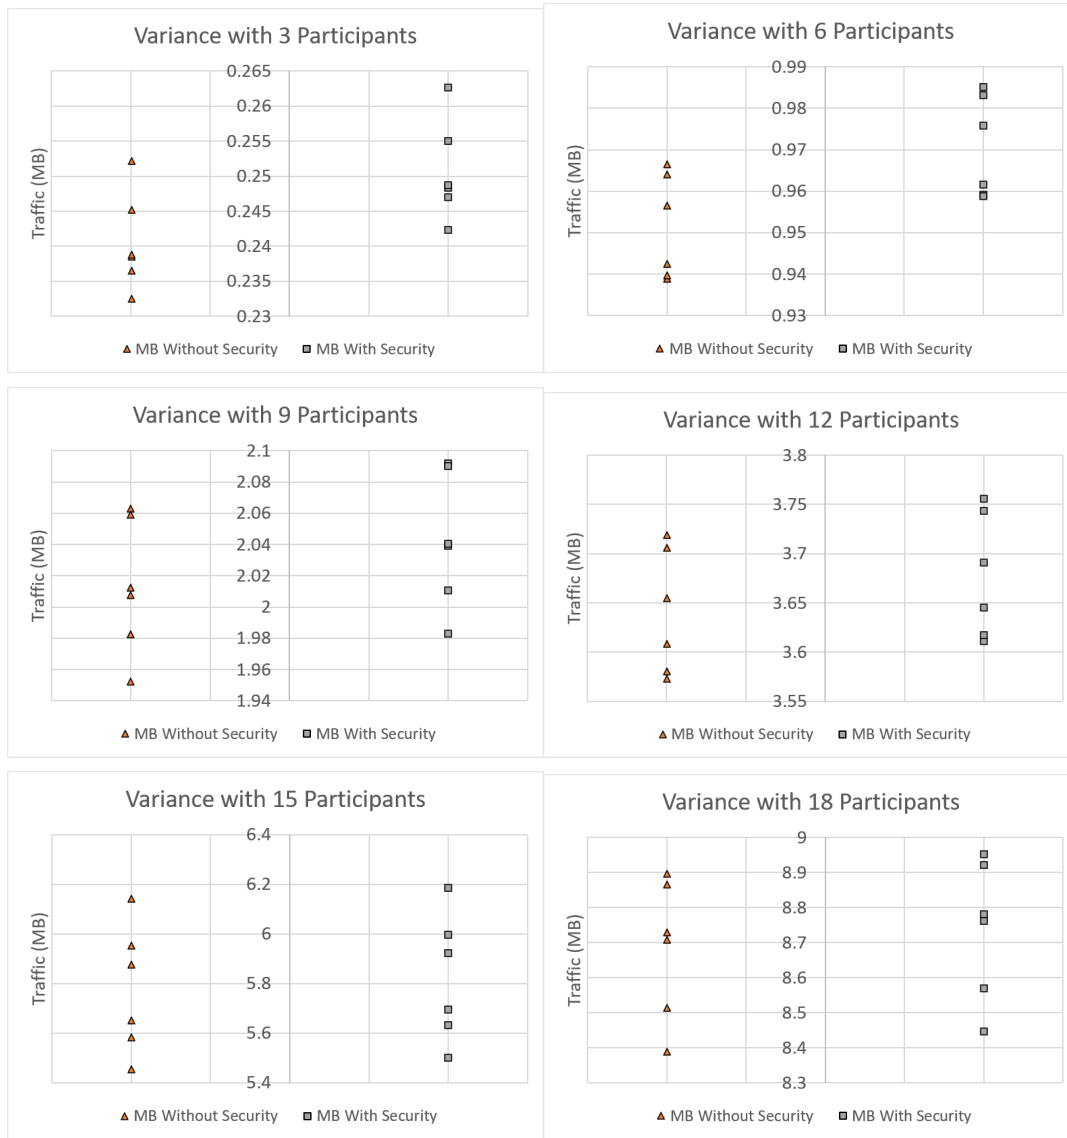 Variance with 3 Participants
Traffic (MB)
0.265
0.26
0.255
0.25
0.245
0.24
0.235
0.23
MB Without Security MB With Security
Variance with 6 Participants
Traffic (MB)
0.99
0.98
0.97
0.96
0.95
0.94
0.93
MB Without Security MB With Security
Variance with 9 Participants
Traffic (MB)
2.1
2.08
2.06
2.04
2.02
2
1.98
1.96
1.94
MB Without Security MB With Security
Variance with 12 Participants
Traffic (MB)
3.8
3.75
3.7
3.65
3.6
3.55
MB Without Security MB With Security
Variance with 15 Participants
Traffic (MB)
6.4
6.2
6
5.8
5.6
5.4
MB Without Security MB With Security
Variance with 18 Participants
Traffic (MB)
9
8.9
8.8
8.7
8.6
8.5
8.4
8.3
MB Without Security MB With Security